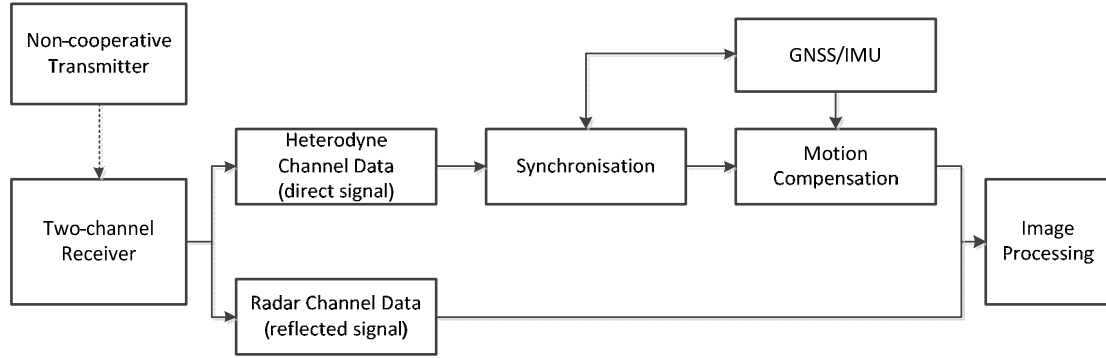 Non-cooperative
Transmitter
GNSS/IMU
Heterodyne
Channel Data
(direct signal)
Synchronisation
Motion
Compensation
Two-channel
Receiver
Image
Processing
Radar Channel Data
(reflected signal)